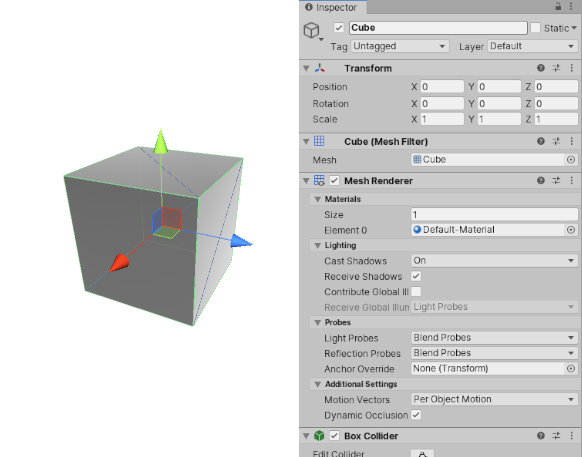 Inspector
Cube Static
Tag Untagged Layer Default
Transform
Position X 0 Y 0 Z 0
Rotation X 0 Y 0 Z 0
Scale X 1 Y 1 Z 1
Cube (Mesh Filter)
Mesh Cube
Mesh Renderer
Materials
Size 1
Element 0 Default-Material
Lighting
Cast Shadows On
Receive Shadows
Contribute Global Ill
Receive Global Illun Light Probes
Probes
Light Probes Blend Probes
Reflection Probes Blend Probes
Anchor Override None (Transform)
Additional Settings
Motion Vectors Per Object Motion
Dynamic Occlusion
Box Collider
Edit Collider